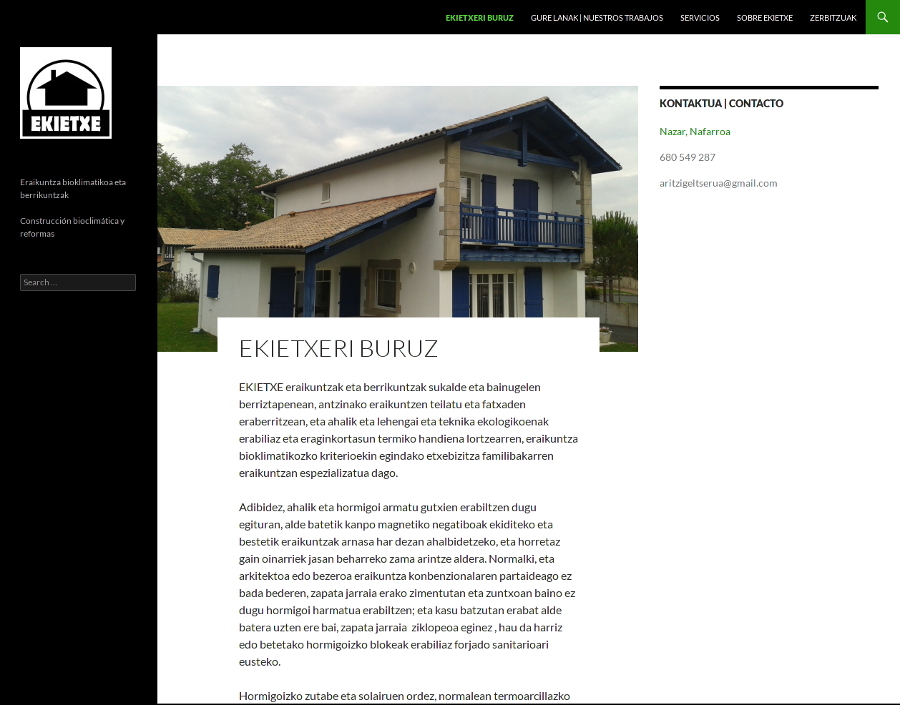 EKIETXERI BURUZ
GURE LANAK | NUESTROS TRABAJOS
SERVICIOS
SOBRE EKIETXE
ZERBITZUAK
EKIETXE
Eraikuntza bioklimatikoa eta
berrikuntzak
Construcción bioclimática y
reformas
Search …
EKIETXERI BURUZ
EKIETXE eraikuntzak eta berrikuntzak sukalde eta bainugelen
berriztapenean, antzinako eraikuntzen teilatu eta fatxaden
eraberritzean, eta ahalik eta lehengai eta teknika ekologikoenak
erabiliaz eta eraginkortasun termiko handiena lortzearren, eraikuntza
bioklimatikozko kriterioekin egindako etxebizitza familibakarren
eraikuntzan espezializatua dago.
Adibidez, ahalik eta hormigoi armatu gutxien erabiltzen dugu
egituran, alde batetik kanpo magnetiko negatiboak ekiditeko eta
bestetik eraikuntzak arnasa har dezan ahalbidetzeko, eta horretaz
gain oinarriek jasan beharreko zama arintze aldera. Normalki, eta
arkitektoa edo bezeroa eraikuntza konbenzionalaren partaideago ez
bada bederen, zapata jarraia erako zimentutan eta zuntxoan baino ez
dugu hormigoi harmatua erabiltzen; eta kasu batzutan erabat alde
batera uzten ere bai, zapata jarraia  ziklopeoa eginez , hau da harriz
edo betetako hormigoizko blokeak erabiliaz forjado sanitarioari
eusteko.
Hormigoizko zutabe eta solairuen ordez, normalean termoarcillazko
KONTAKTUA | CONTACTO
Nazar, Nafarroa
680 549 287
aritzigeltserua@gmail.com